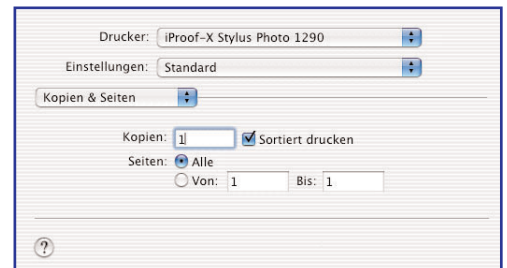 Drucker: iProof-X Stylus Photo 1290
Einstellungen: Standard
Kopien & Seiten
Kopien: 1 Sortiert drucken
Seiten: Alle
Von: 1 Bis: 1
?